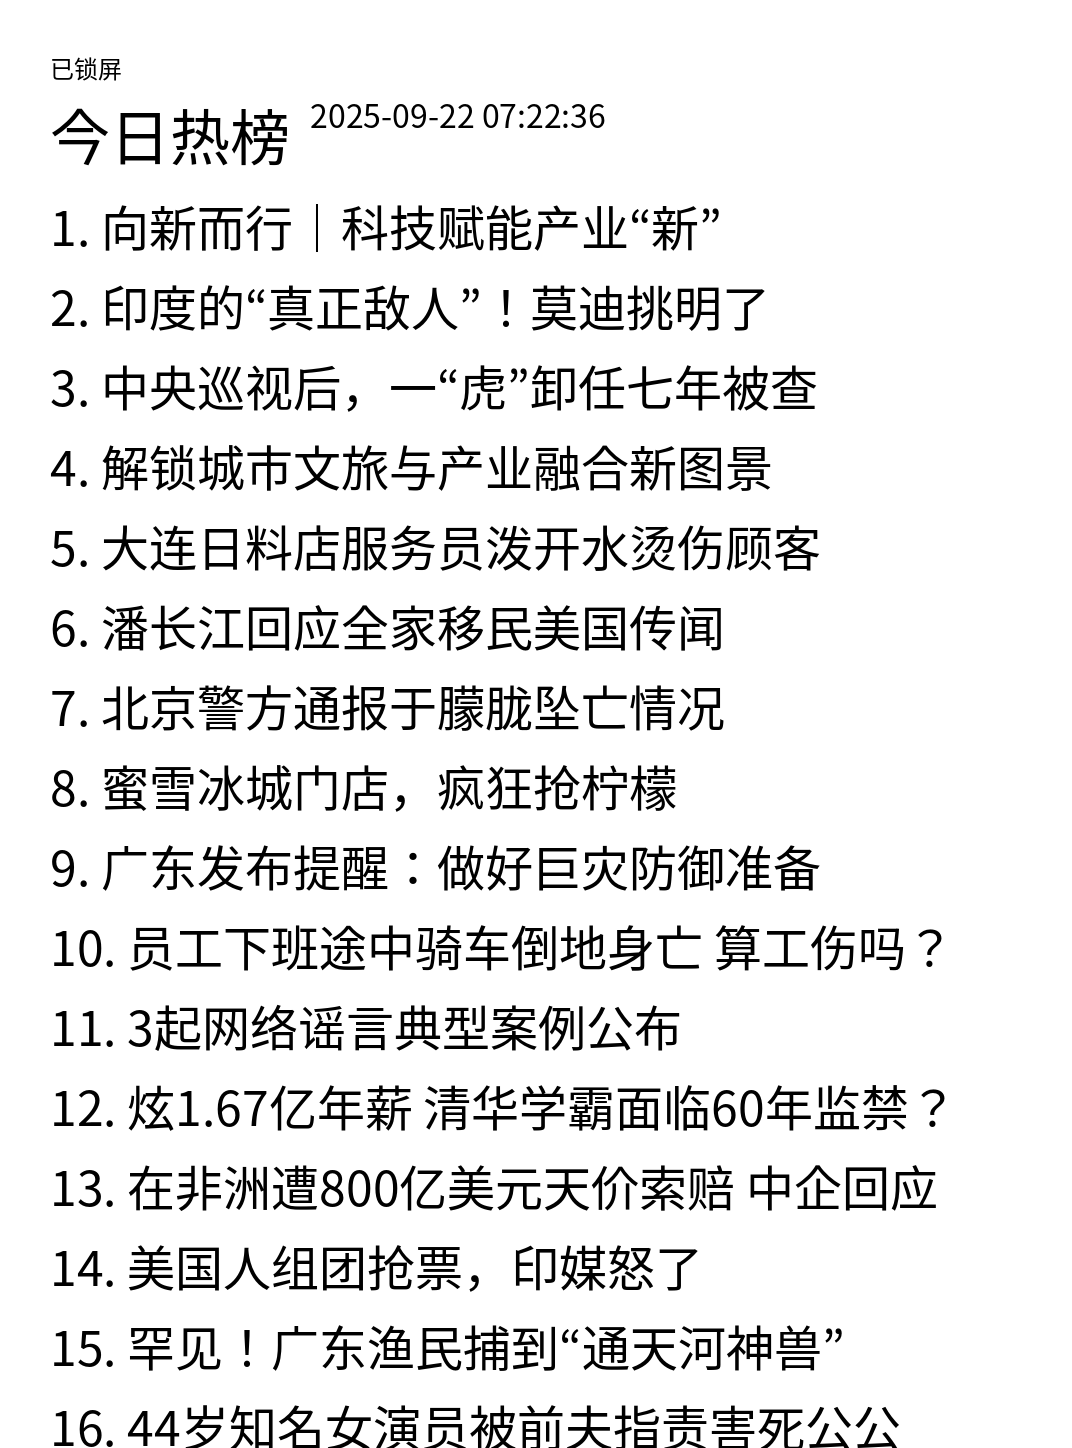 已锁屏
今日热榜 2025-09-22 07:22:36
1. 向新而行｜科技赋能产业“新”
2. 印度的“真正敌人”！莫迪挑明了
3. 中央巡视后，一“虎”卸任七年被查
4. 解锁城市文旅与产业融合新图景
5. 大连日料店服务员泼开水烫伤顾客
6. 潘长江回应全家移民美国传闻
7. 北京警方通报于朦胧坠亡情况
8. 蜜雪冰城门店，疯狂抢柠檬
9. 广东发布提醒：做好巨灾防御准备
10. 员工下班途中骑车倒地身亡 算工伤吗？
11. 3起网络谣言典型案例公布
12. 炫1.67亿年薪 清华学霸面临60年监禁？
13. 在非洲遭800亿美元天价索赔 中企回应
14. 美国人组团抢票，印媒怒了
15. 罕见！广东渔民捕到“通天河神兽”
16. 44岁知名女演员被前夫指责害死公公